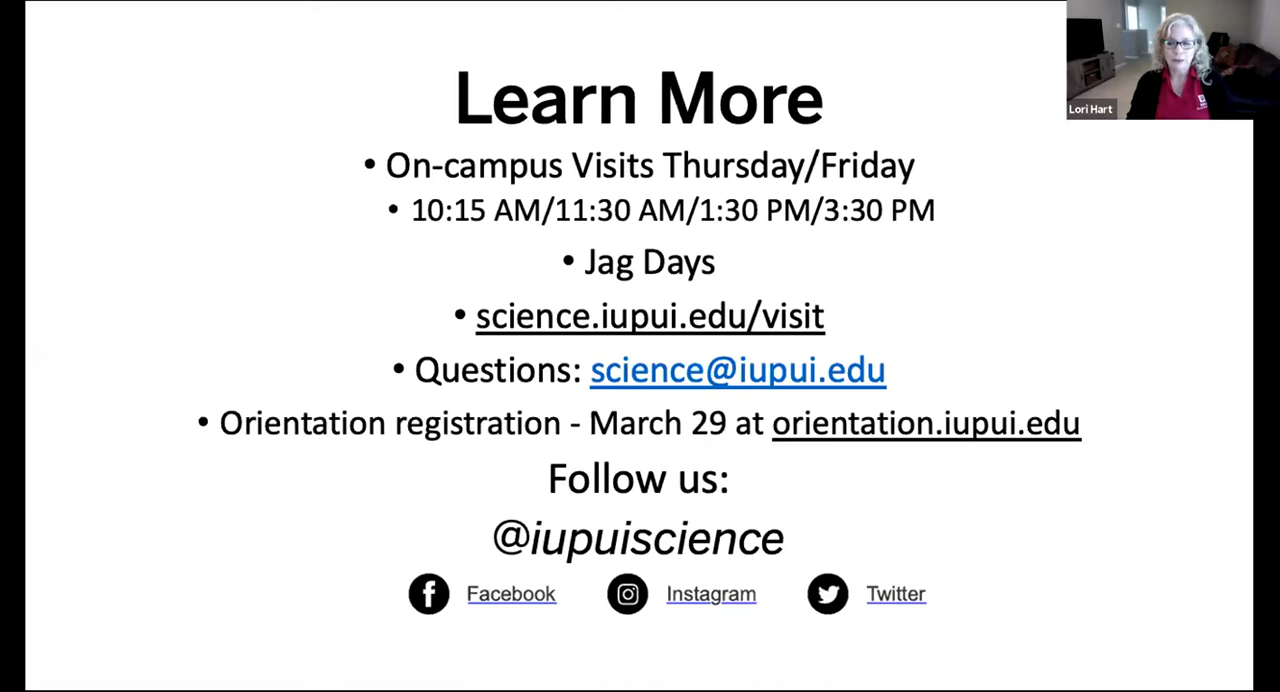 Learn More
• On-campus Visits Thursday/Friday
• 10:15 AM/11:30 AM/1:30 PM/3:30 PM
• Jag Days
• science.iupui.edu/visit
• Questions: science@iupui.edu
• Orientation registration - March 29 at orientation.iupui.edu
Follow us:
@iupuiscience
Facebook Instagram Twitter
Lori Hart